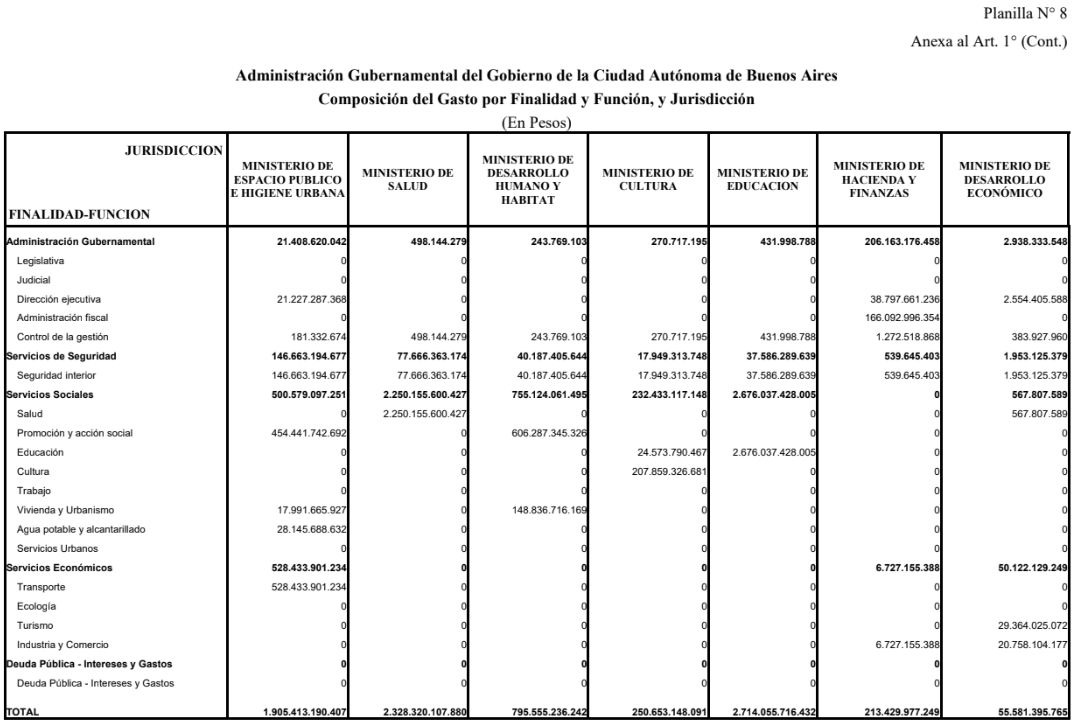 Planilla N° 8
Anexa al Art. 1° (Cont.)
Administración Gubernamental del Gobierno de la Ciudad Autónoma de Buenos Aires
Composición del Gasto por Finalidad y Función, y Jurisdicción
(En Pesos)
JURISDICCION
FINALIDAD-FUNCION
MINISTERIO DE ESPACIO PUBLICO E HIGIENE URBANA
MINISTERIO DE SALUD
MINISTERIO DE DESARROLLO HUMANO Y HABITAT
MINISTERIO DE CULTURA
MINISTERIO DE EDUCACION
MINISTERIO DE HACIENDA Y FINANZAS
MINISTERIO DE DESARROLLO ECONÓMICO
Administración Gubernamental 21.408.620.042 498.144.279 243.769.103 270.717.195 431.998.788 206.163.176.458 2.938.333.548
Legislativa 0 0 0 0 0 0 0
Judicial 0 0 0 0 0 0 0
Dirección ejecutiva 21.227.287.368 0 0 0 0 38.797.661.236 2.554.405.588
Administración fiscal 0 0 0 0 0 166.092.996.354 0
Control de la gestión 181.332.674 498.144.279 243.769.103 270.717.195 431.998.788 1.272.518.868 383.927.960
Servicios de Seguridad 146.663.194.677 77.666.363.174 40.187.405.644 17.949.313.748 37.586.289.639 539.645.403 1.953.125.379
Seguridad interior 146.663.194.677 77.666.363.174 40.187.405.644 17.949.313.748 37.586.289.639 539.645.403 1.953.125.379
Servicios Sociales 500.579.097.251 2.250.155.600.427 755.124.061.495 232.433.117.148 2.676.037.428.005 0 567.807.589
Salud 0 2.250.155.600.427 0 0 0 0 567.807.589
Promoción y acción social 454.441.742.692 0 606.287.345.326 0 0 0 0
Educación 0 0 0 24.573.790.467 2.676.037.428.005 0 0
Cultura 0 0 0 207.859.326.681 0 0 0
Trabajo 0 0 0 0 0 0 0
Vivienda y Urbanismo 17.991.665.927 0 148.836.716.169 0 0 0 0
Agua potable y alcantarillado 28.145.688.632 0 0 0 0 0 0
Servicios Urbanos 0 0 0 0 0 0 0
Servicios Económicos 528.433.901.234 0 0 0 0 6.727.155.388 50.122.129.249
Transporte 528.433.901.234 0 0 0 0 0 0
Ecología 0 0 0 0 0 0 0
Turismo 0 0 0 0 0 0 29.364.025.072
Industria y Comercio 0 0 0 0 0 6.727.155.388 20.758.104.177
Deuda Pública - Intereses y Gastos 0 0 0 0 0 0 0
Deuda Pública - Intereses y Gastos 0 0 0 0 0 0 0
TOTAL 1.905.413.190.407 2.328.320.107.880 795.555.236.242 250.653.148.091 2.714.055.716.432 213.429.977.249 55.581.395.765